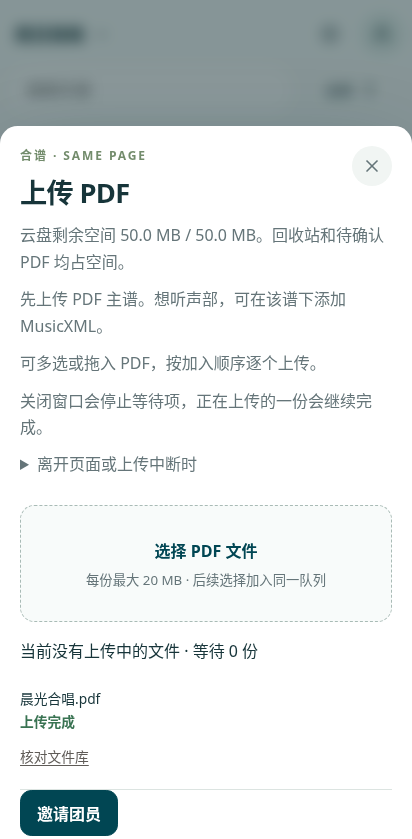 合谱 · SAME PAGE
上传 PDF
云盘剩余空间 50.0 MB / 50.0 MB。回收站和待确认
PDF 均占空间。
先上传 PDF 主谱。想听声部，可在该谱下添加
MusicXML。
可多选或拖入 PDF，按加入顺序逐个上传。
关闭窗口会停止等待项，正在上传的一份会继续完
成。
离开页面或上传中断时
选择 PDF 文件
每份最大 20 MB · 后续选择加入同一队列
当前没有上传中的文件 · 等待 0 份
晨光合唱.pdf
上传完成
核对文件库
邀请团员